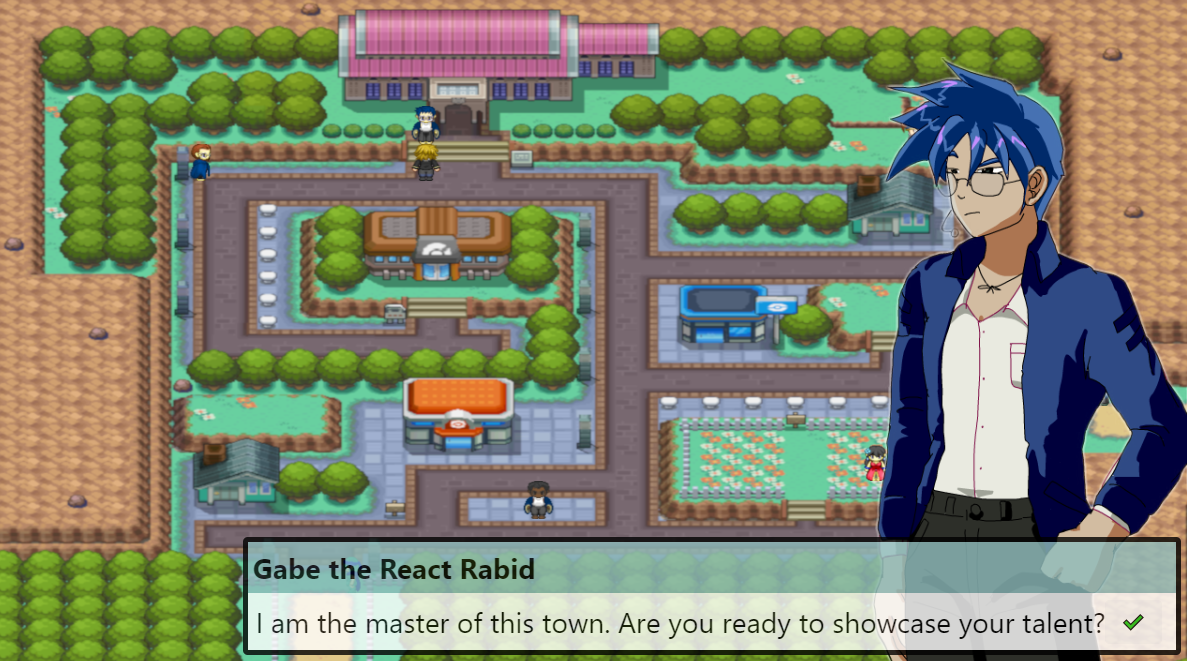 Gabe the React Rabid
I am the master of this town. Are you ready to showcase your talent?